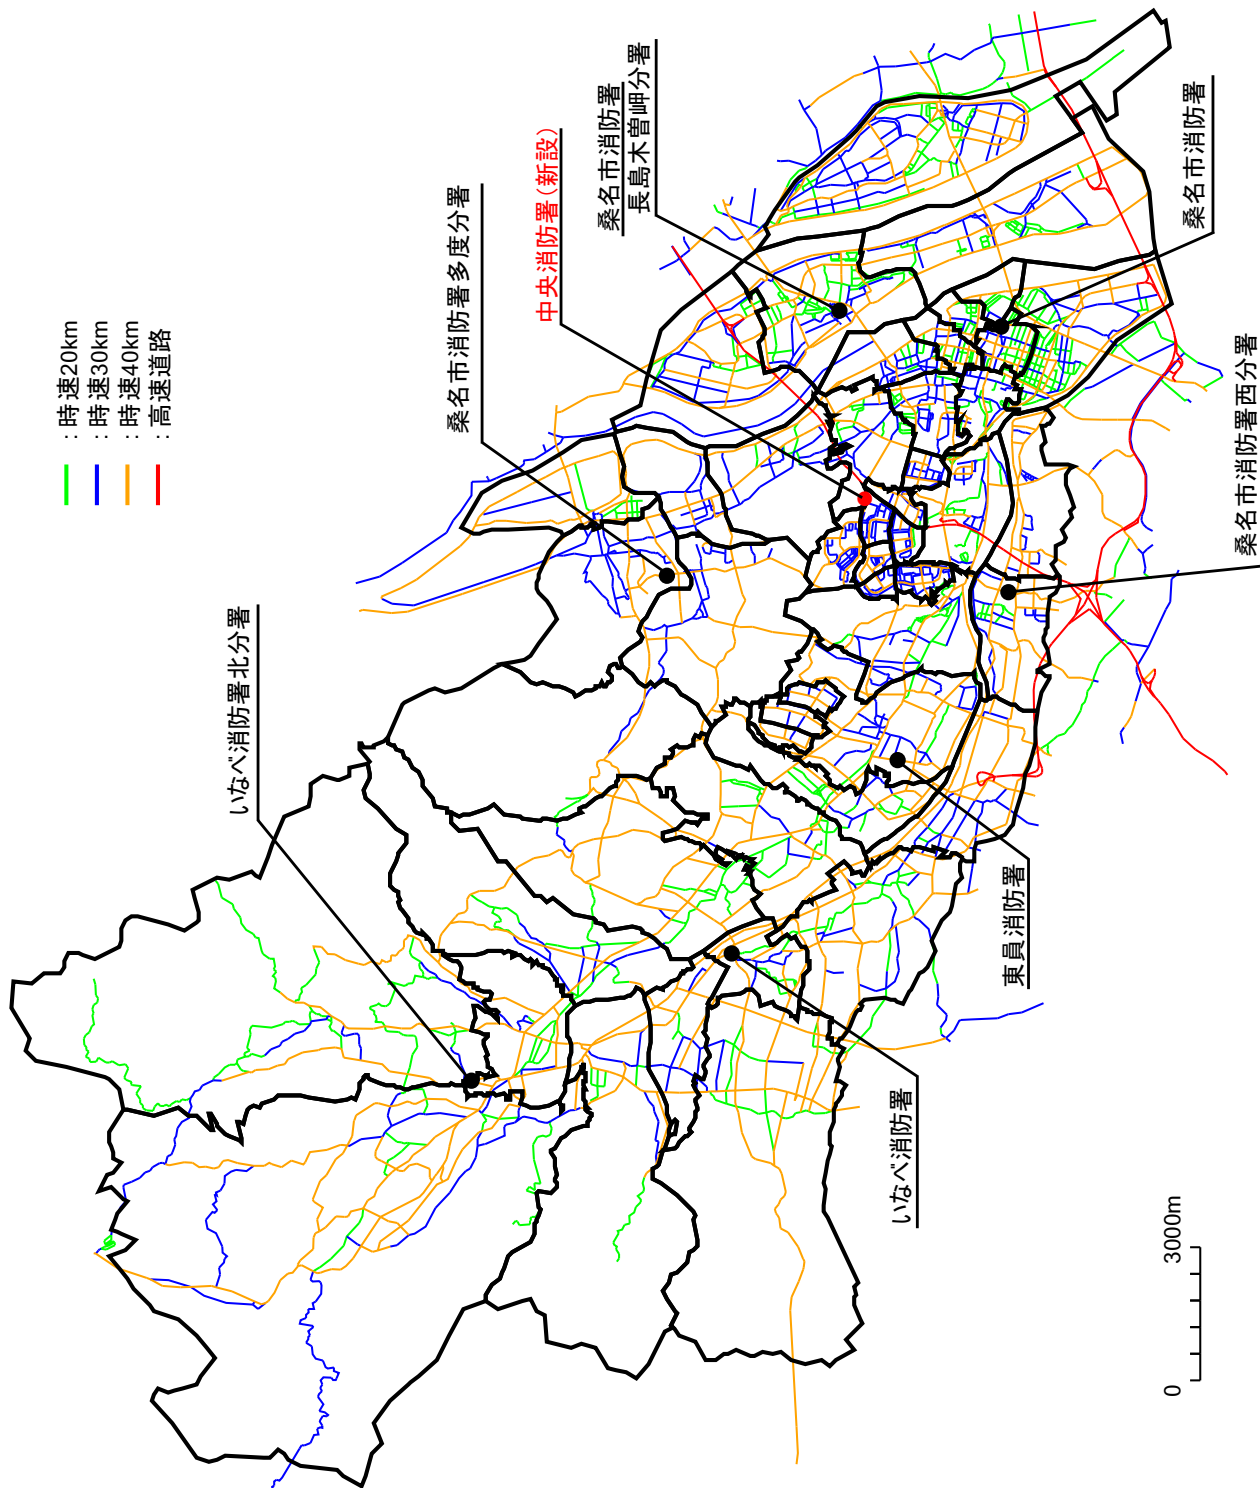 ：時速20km
：時速30km
：時速40km
：高速道路
いなべ消防署北分署
桑名市消防署多度分署
中央消防署（新設）
桑名市消防署
長島木曽岬分署
桑名市消防署
桑名市消防署西分署
東員消防署
いなべ消防署
0
3000m